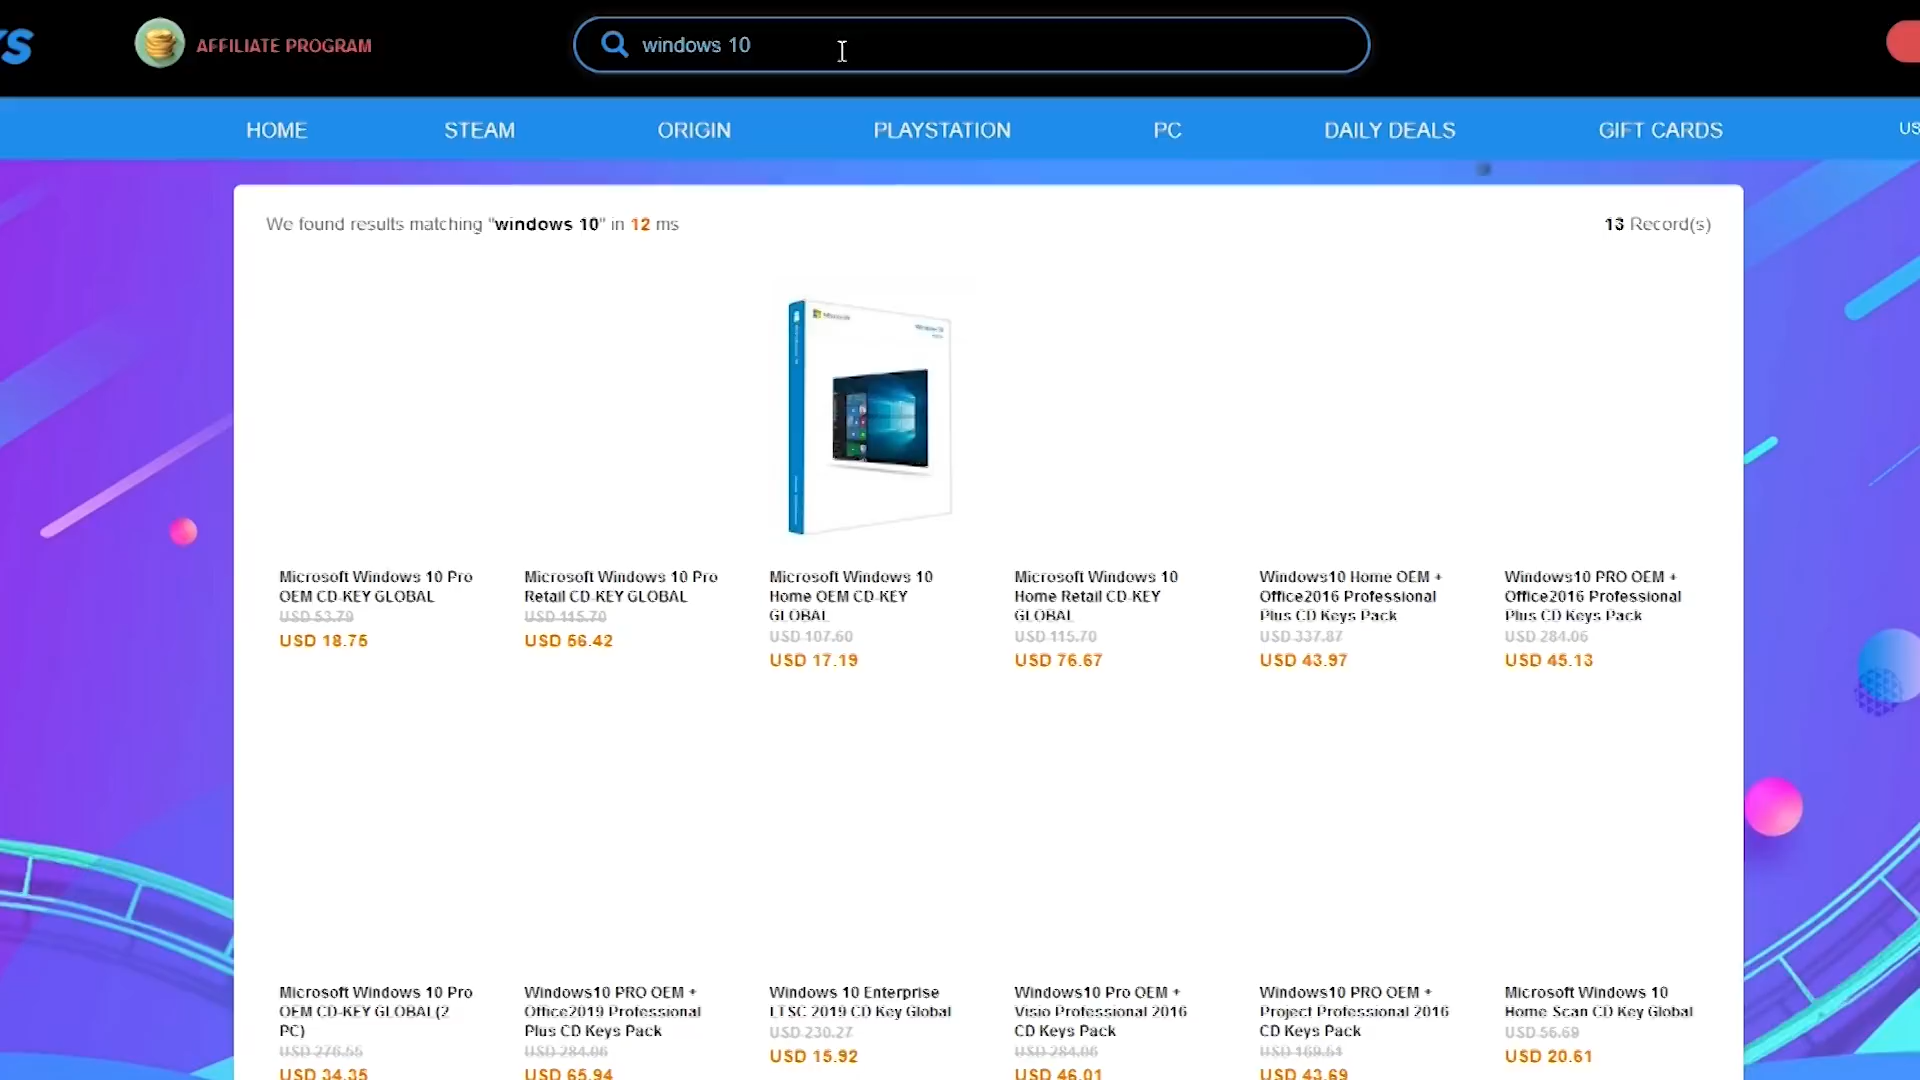 AFFILIATE PROGRAM
windows 10
HOME STEAM ORIGIN PLAYSTATION PC DAILY DEALS GIFT CARDS
We found results matching "windows 10" in 12 ms
13 Record(s)
Microsoft
Microsoft Windows 10 Pro
OEM CD-KEY GLOBAL
USD 53.79
USD 18.75
Microsoft Windows 10 Pro
Retail CD-KEY GLOBAL
USD 115.70
USD 56.42
Microsoft Windows 10
Home OEM CD-KEY
GLOBAL
USD 107.60
USD 17.19
Microsoft Windows 10
Home Retail CD-KEY
GLOBAL
USD 115.70
USD 76.67
Windows10 Home OEM +
Office2016 Professional
Plus CD Keys Pack
USD 337.87
USD 43.97
Windows10 PRO OEM +
Office2016 Professional
Plus CD Keys Pack
USD 284.06
USD 45.13
Microsoft Windows 10 Pro
OEM CD-KEY GLOBAL(2
PC)
USD 276.55
USD 34.35
Windows10 PRO OEM +
Office2019 Professional
Plus CD Keys Pack
USD 284.06
USD 65.94
Windows 10 Enterprise
LTSC 2019 CD Key Global
USD 230.27
USD 15.92
Windows10 Pro OEM +
Visio Professional 2016
CD Keys Pack
USD 284.06
USD 46.01
Windows10 PRO OEM +
Project Professional 2016
CD Keys Pack
USD 169.51
USD 43.69
Microsoft Windows 10
Home Scan CD Key Global
USD 56.69
USD 20.61